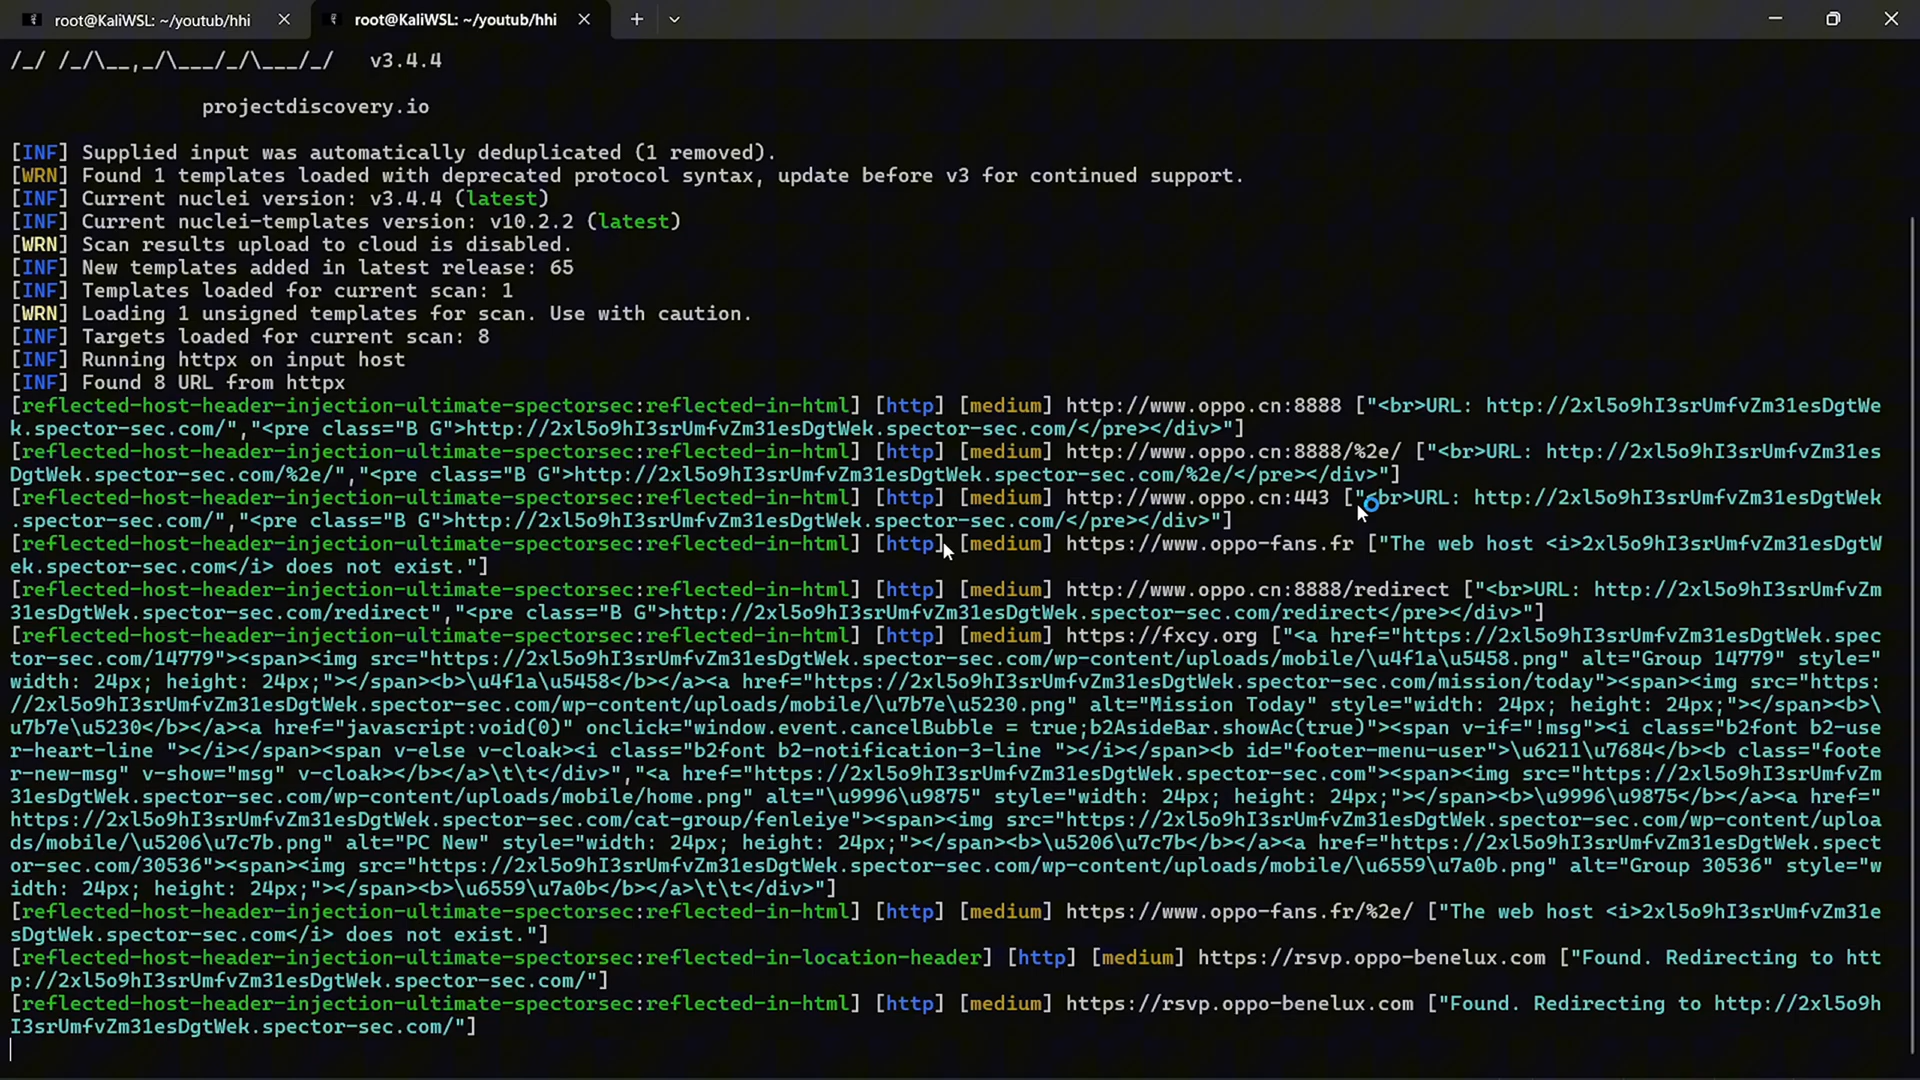 root@KaliWSL: ~/youtub/hhi
root@KaliWSL: ~/youtub/hhi
/_/ /_/\__,_/\___/_/\___/_/   v3.4.4
projectdiscovery.io
[INF] Supplied input was automatically deduplicated (1 removed).
[WRN] Found 1 templates loaded with deprecated protocol syntax, update before v3 for continued support.
[INF] Current nuclei version: v3.4.4 (latest)
[INF] Current nuclei-templates version: v10.2.2 (latest)
[WRN] Scan results upload to cloud is disabled.
[INF] New templates added in latest release: 65
[INF] Templates loaded for current scan: 1
[WRN] Loading 1 unsigned templates for scan. Use with caution.
[INF] Targets loaded for current scan: 8
[INF] Running httpx on input host
[INF] Found 8 URL from httpx
[reflected-host-header-injection-ultimate-spectorsec:reflected-in-html] [http] [medium] http://www.oppo.cn:8888 ["<br>URL: http://2xl5o9hI3srUmfvZm31esDgtWe
k.spector-sec.com/","<pre class="B G">http://2xl5o9hI3srUmfvZm31esDgtWek.spector-sec.com/</pre></div>"]
[reflected-host-header-injection-ultimate-spectorsec:reflected-in-html] [http] [medium] http://www.oppo.cn:8888/%2e/ ["<br>URL: http://2xl5o9hI3srUmfvZm31es
DgtWek.spector-sec.com/%2e/","<pre class="B G">http://2xl5o9hI3srUmfvZm31esDgtWek.spector-sec.com/%2e/</pre></div>"]
[reflected-host-header-injection-ultimate-spectorsec:reflected-in-html] [http] [medium] http://www.oppo.cn:443 ["<br>URL: http://2xl5o9hI3srUmfvZm31esDgtWek
.spector-sec.com/","<pre class="B G">http://2xl5o9hI3srUmfvZm31esDgtWek.spector-sec.com/</pre></div>"]
[reflected-host-header-injection-ultimate-spectorsec:reflected-in-html] [http] [medium] https://www.oppo-fans.fr ["The web host <i>2xl5o9hI3srUmfvZm31esDgtW
ek.spector-sec.com</i> does not exist."]
[reflected-host-header-injection-ultimate-spectorsec:reflected-in-html] [http] [medium] http://www.oppo.cn:8888/redirect ["<br>URL: http://2xl5o9hI3srUmfvZm
31esDgtWek.spector-sec.com/redirect","<pre class="B G">http://2xl5o9hI3srUmfvZm31esDgtWek.spector-sec.com/redirect</pre></div>"]
[reflected-host-header-injection-ultimate-spectorsec:reflected-in-html] [http] [medium] https://fxcy.org ["<a href="https://2xl5o9hI3srUmfvZm31esDgtWek.spec
tor-sec.com/14779"><span><img src="https://2xl5o9hI3srUmfvZm31esDgtWek.spector-sec.com/wp-content/uploads/mobile/\u4f1a\u5458.png" alt="Group 14779" style="
width: 24px; height: 24px;"></span><b>\u4f1a\u5458</b></a><a href="https://2xl5o9hI3srUmfvZm31esDgtWek.spector-sec.com/mission/today"><span><img src="https:
//2xl5o9hI3srUmfvZm31esDgtWek.spector-sec.com/wp-content/uploads/mobile/\u7b7e\u5230.png" alt="Mission Today" style="width: 24px; height: 24px;"></span><b>\
u7b7e\u5230</b></a><a href="javascript:void(0)" onclick="window.event.cancelBubble = true;b2AsideBar.showAc(true)"><span v-if="!msg"><i class="b2font b2-use
r-heart-line "></i></span><span v-else v-cloak><i class="b2font b2-notification-3-line "></i></span><b id="footer-menu-user">\u6211\u7684</b><b class="foote
r-new-msg" v-show="msg" v-cloak></b></a>\t\t</div>","<a href="https://2xl5o9hI3srUmfvZm31esDgtWek.spector-sec.com"><span><img src="https://2xl5o9hI3srUmfvZm
31esDgtWek.spector-sec.com/wp-content/uploads/mobile/home.png" alt="\u9996\u9875" style="width: 24px; height: 24px;"></span><b>\u9996\u9875</b></a><a href="
https://2xl5o9hI3srUmfvZm31esDgtWek.spector-sec.com/cat-group/fenleiye"><span><img src="https://2xl5o9hI3srUmfvZm31esDgtWek.spector-sec.com/wp-content/uploa
ds/mobile/\u5206\u7c7b.png" alt="PC New" style="width: 24px; height: 24px;"></span><b>\u5206\u7c7b</b></a><a href="https://2xl5o9hI3srUmfvZm31esDgtWek.spect
or-sec.com/30536"><span><img src="https://2xl5o9hI3srUmfvZm31esDgtWek.spector-sec.com/wp-content/uploads/mobile/\u6559\u7a0b.png" alt="Group 30536" style="w
idth: 24px; height: 24px;"></span><b>\u6559\u7a0b</b></a>\t\t</div>"]
[reflected-host-header-injection-ultimate-spectorsec:reflected-in-html] [http] [medium] https://www.oppo-fans.fr/%2e/ ["The web host <i>2xl5o9hI3srUmfvZm31e
sDgtWek.spector-sec.com</i> does not exist."]
[reflected-host-header-injection-ultimate-spectorsec:reflected-in-location-header] [http] [medium] https://rsvp.oppo-benelux.com ["Found. Redirecting to htt
p://2xl5o9hI3srUmfvZm31esDgtWek.spector-sec.com/"]
[reflected-host-header-injection-ultimate-spectorsec:reflected-in-html] [http] [medium] https://rsvp.oppo-benelux.com ["Found. Redirecting to http://2xl5o9h
I3srUmfvZm31esDgtWek.spector-sec.com/"]